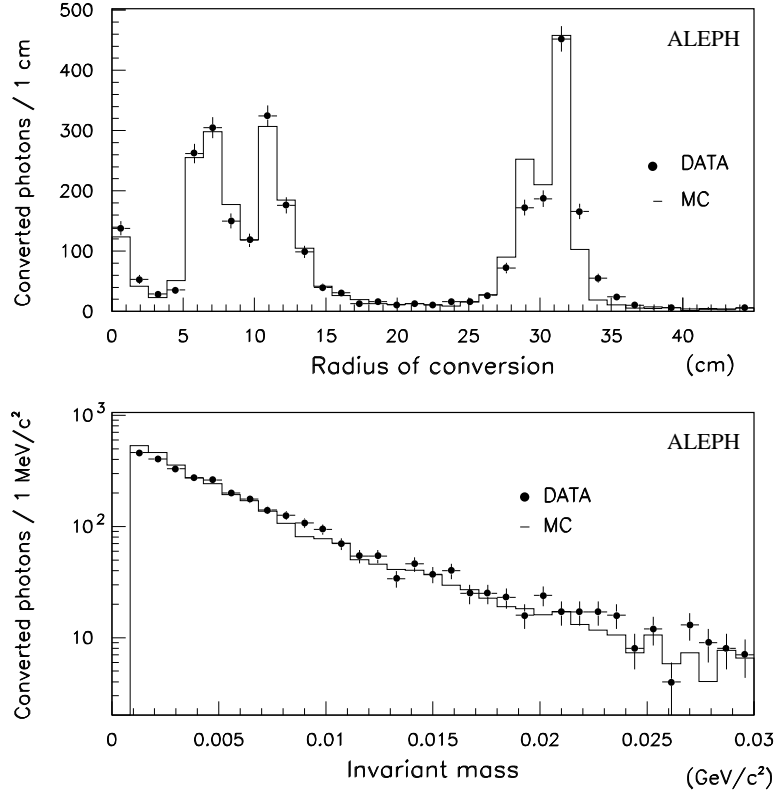 500
400
300
200
100
0
Converted photons / 1 cm
ALEPH
DATA
MC
0 5 10 15 20 25 30 35 40
Radius of conversion (cm)
10³
10²
10
Converted photons / 1 MeV/c²
ALEPH
DATA
MC
0 0.005 0.01 0.015 0.02 0.025 0.03
Invariant mass
(GeV/c²)